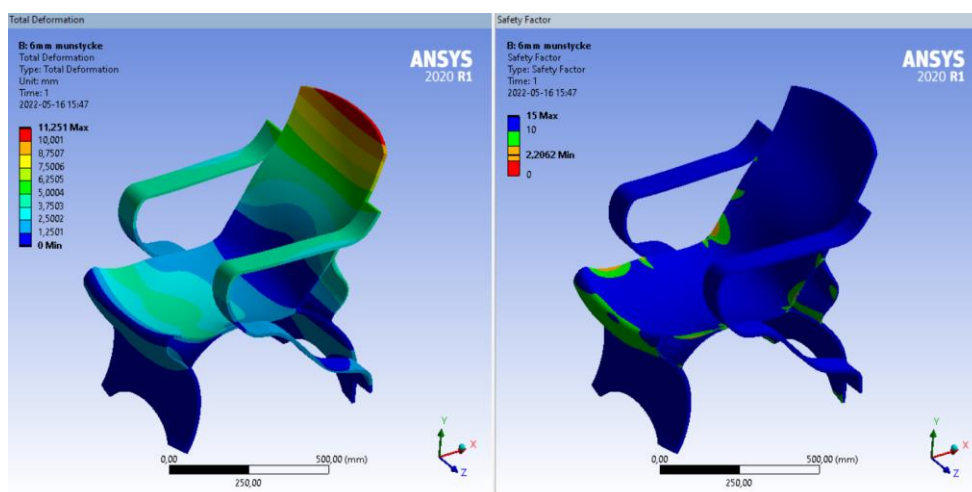 Total Deformation
B: 6mm munstycke
Total Deformation
Type: Total Deformation
Unit: mm
Time: 1
2022-05-16 15:47
ANSYS
2020 R1
11,251 Max
10,001
8,7507
7,5006
6,2505
5,0004
3,7503
2,5002
1,2501
0 Min
Y
X
Z
0,00
500,00 (mm)
250,00
Safety Factor
B: 6mm munstycke
Safety Factor
Type: Safety Factor
Time: 1
2022-05-16 15:47
ANSYS
2020 R1
15 Max
10
2,2062 Min
0
Y
X
Z
0,00
500,00 (mm)
250,00